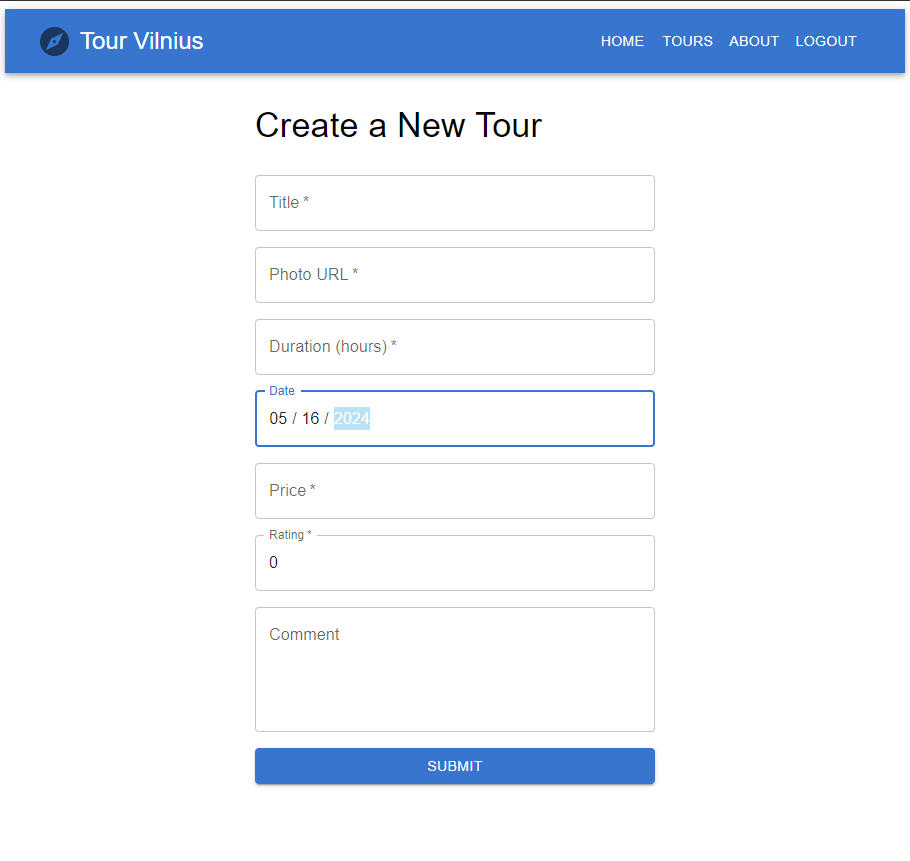 Tour Vilnius HOME TOURS ABOUT LOGOUT
Create a New Tour
Title *
Photo URL *
Duration (hours) *
Date
05 / 16 / 2024
Price *
Rating *
0
Comment
SUBMIT